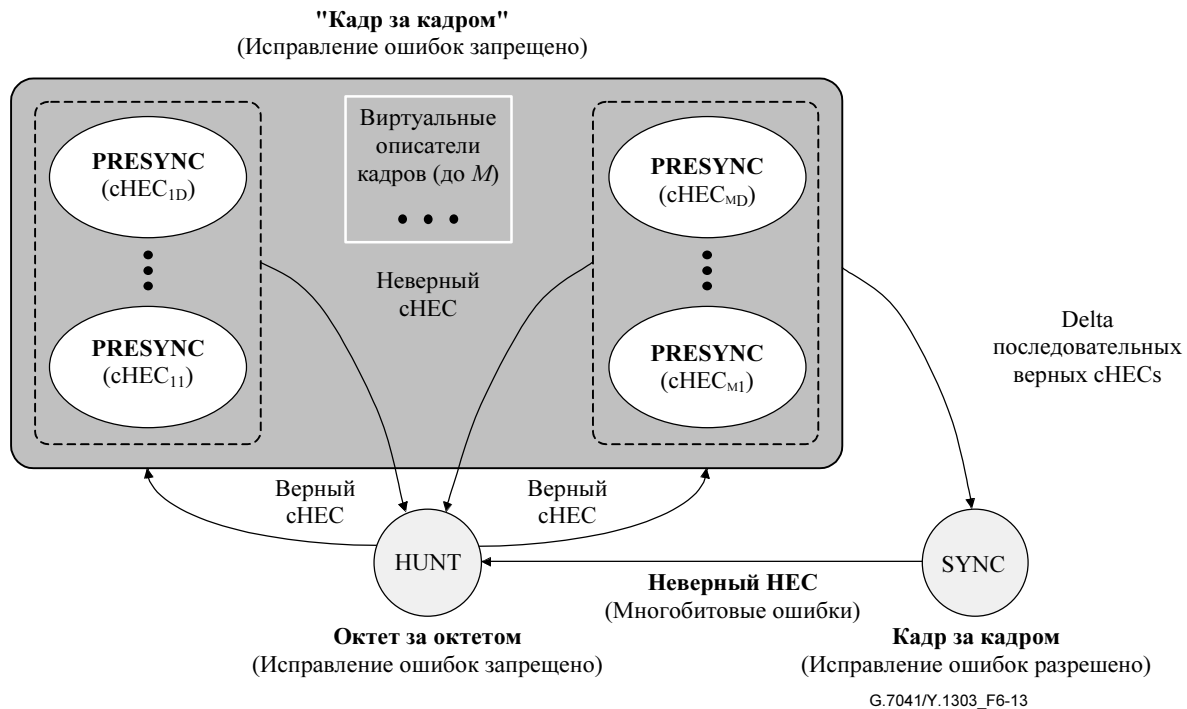 "Кадр за кадром"
(Исправление ошибок запрещено)
Виртуальные
описатели
кадров (до M)
• • •
PRESYNC
(cHEC1D)
PRESYNC
(cHECMD)
Неверный
cHEC
PRESYNC
(cHEC11)
PRESYNC
(cHECM1)
Delta
последовательных
верных cHECs
Верный
cHEC
Верный
cHEC
HUNT
SYNC
Неверный HEC
(Многобитовые ошибки)
Октет за октетом
(Исправление ошибок запрещено)
Кадр за кадром
(Исправление ошибок разрешено)
G.7041/Y.1303_F6-13